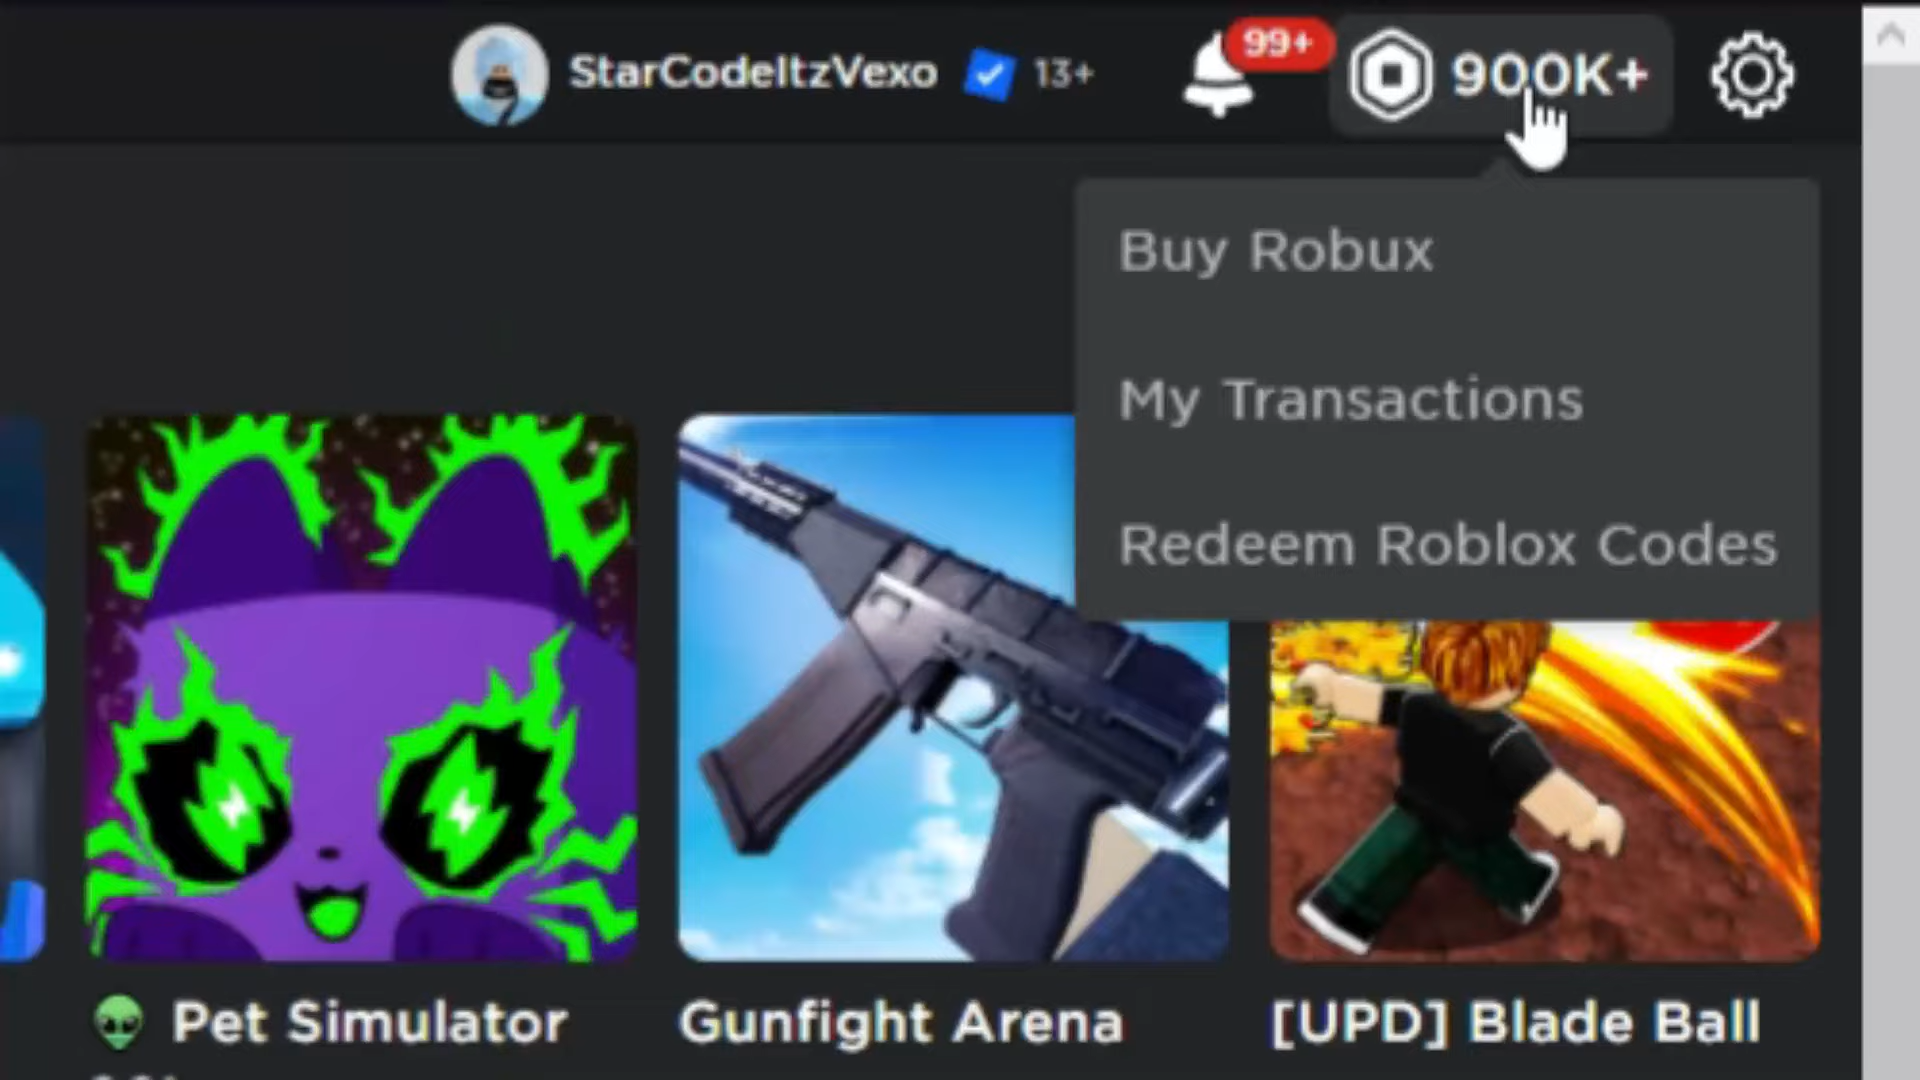 StarCodeItzVexo 13+ 99+ 900K+
Buy Robux
My Transactions
Redeem Roblox Codes
Pet Simulator
Gunfight Arena
[UPD] Blade Ball